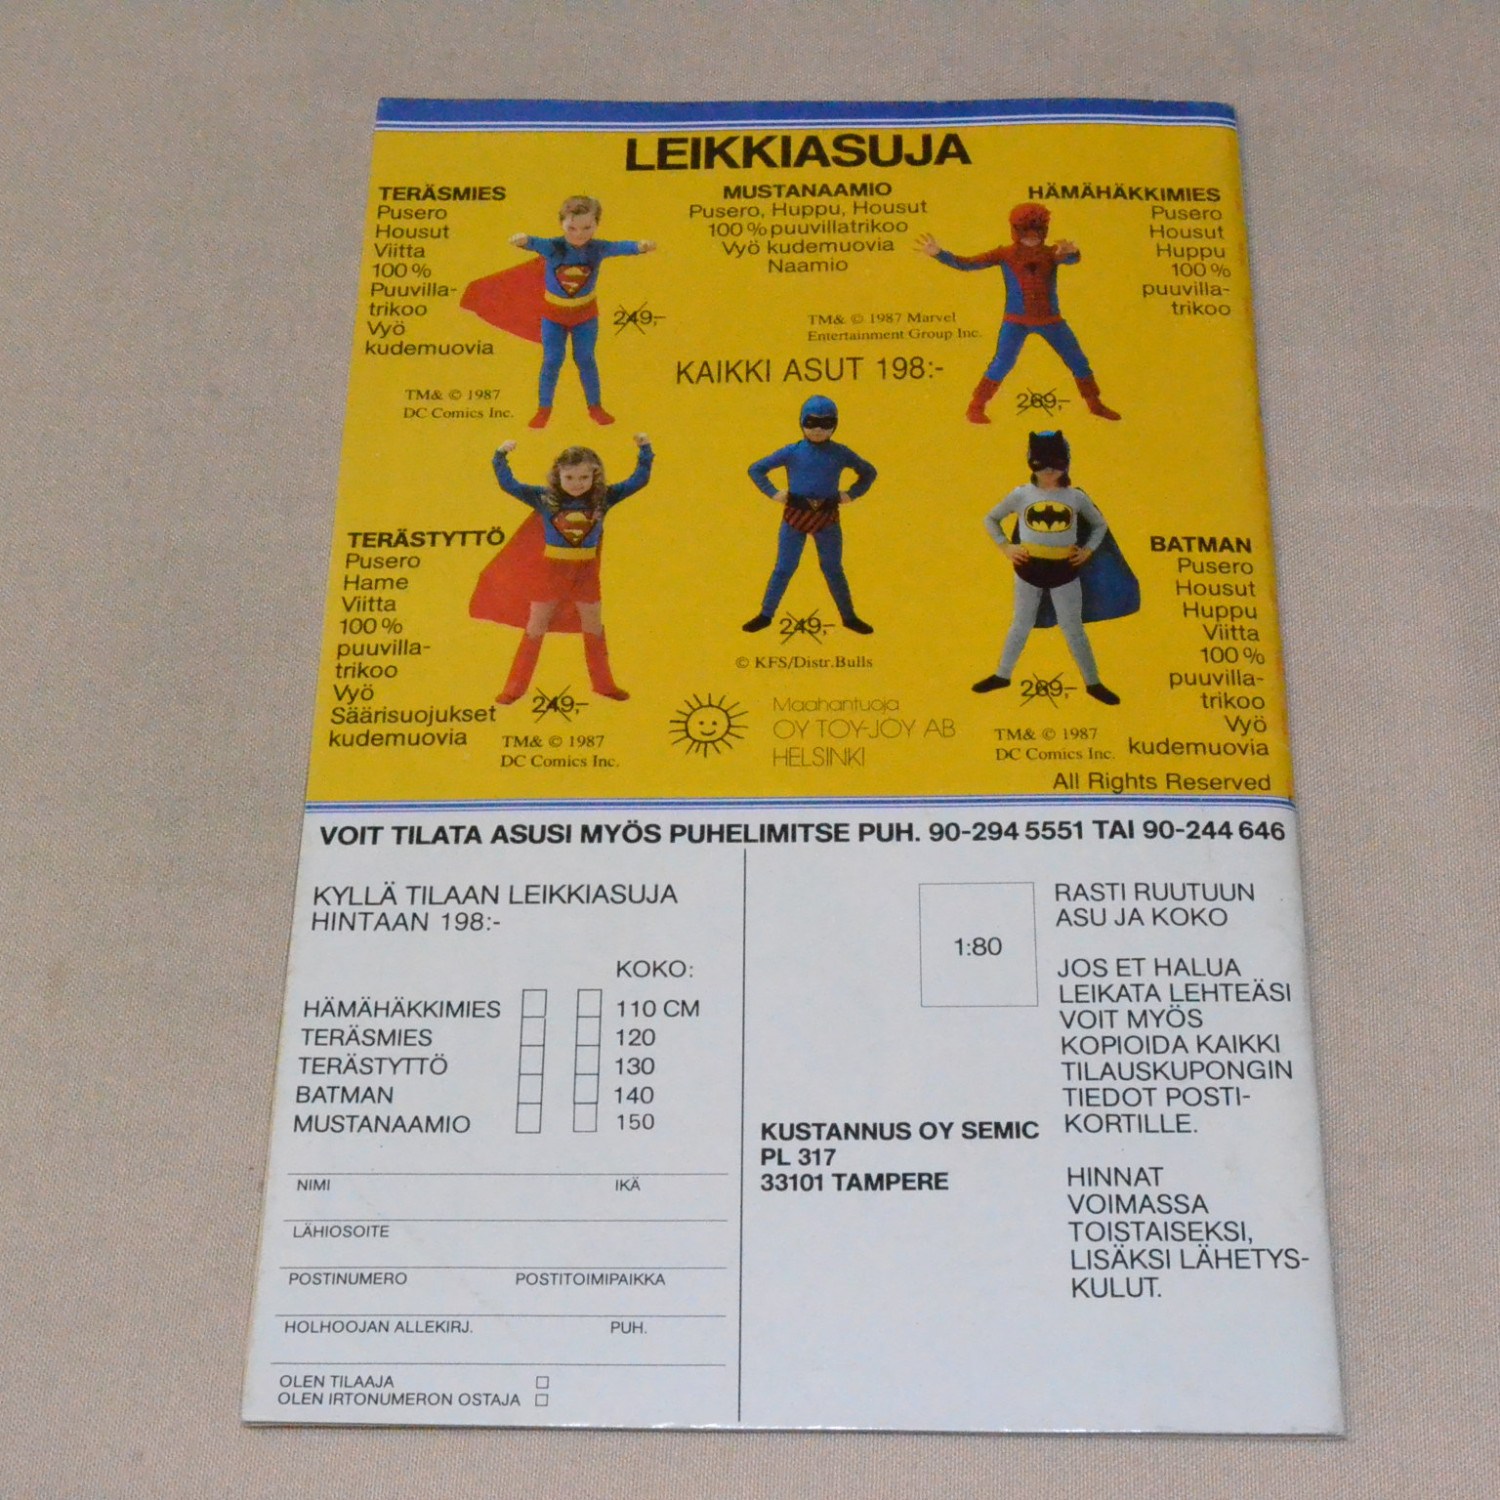 LEIKKIASUJA
TERÄSMIES
Pusero
Housut
Viitta
100 %
Puuvilla-
trikoo
Vyö
kudemuovia
249,-
TM& © 1987
DC Comics Inc.
MUSTANAAMIO
Pusero, Huppu, Housut
100 % puuvillatrikoo
Vyö kudemuovia
Naamio
TM& © 1987 Marvel
Entertainment Group Inc.
HÄMÄHÄKKIMIES
Pusero
Housut
Huppu
100 %
puuvilla-
trikoo
269,-
KAIKKI ASUT 198:-
TERÄSTYTTÖ
Pusero
Hame
Viitta
100 %
puuvilla-
trikoo
Vyö
Säärisuojukset
kudemuovia
249,-
TM& © 1987
DC Comics Inc.
249,-
© KFS/Distr.Bulls
Maahantuoja
OY TOY-JOY AB
HELSINKI
BATMAN
Pusero
Housut
Huppu
Viitta
100 %
puuvilla-
trikoo
Vyö
kudemuovia
269,-
TM& © 1987
DC Comics Inc.
All Rights Reserved
VOIT TILATA ASUSI MYÖS PUHELIMITSE PUH. 90-294 5551 TAI 90-244 646
KYLLÄ TILAAN LEIKKIASUJA
HINTAAN 198:-
KOKO:
HÄMÄHÄKKIMIES 110 CM
TERÄSMIES 120
TERÄSTYTTÖ 130
BATMAN 140
MUSTANAAMIO 150
NIMI IKÄ
LÄHIOSOITE
POSTINUMERO POSTITOIMIPAIKKA
HOLHOOJAN ALLEKIRJ. PUH.
OLEN TILAAJA
OLEN IRTONUMERON OSTAJA
1:80
KUSTANNUS OY SEMIC
PL 317
33101 TAMPERE
RASTI RUUTUUN
ASU JA KOKO
JOS ET HALUA
LEIKATA LEHTEÄSI
VOIT MYÖS
KOPIOIDA KAIKKI
TILAUSKUPONGIN
TIEDOT POSTI-
KORTILLE.
HINNAT
VOIMASSA
TOISTAISEKSI,
LISÄKSI LÄHETYS-
KULUT.